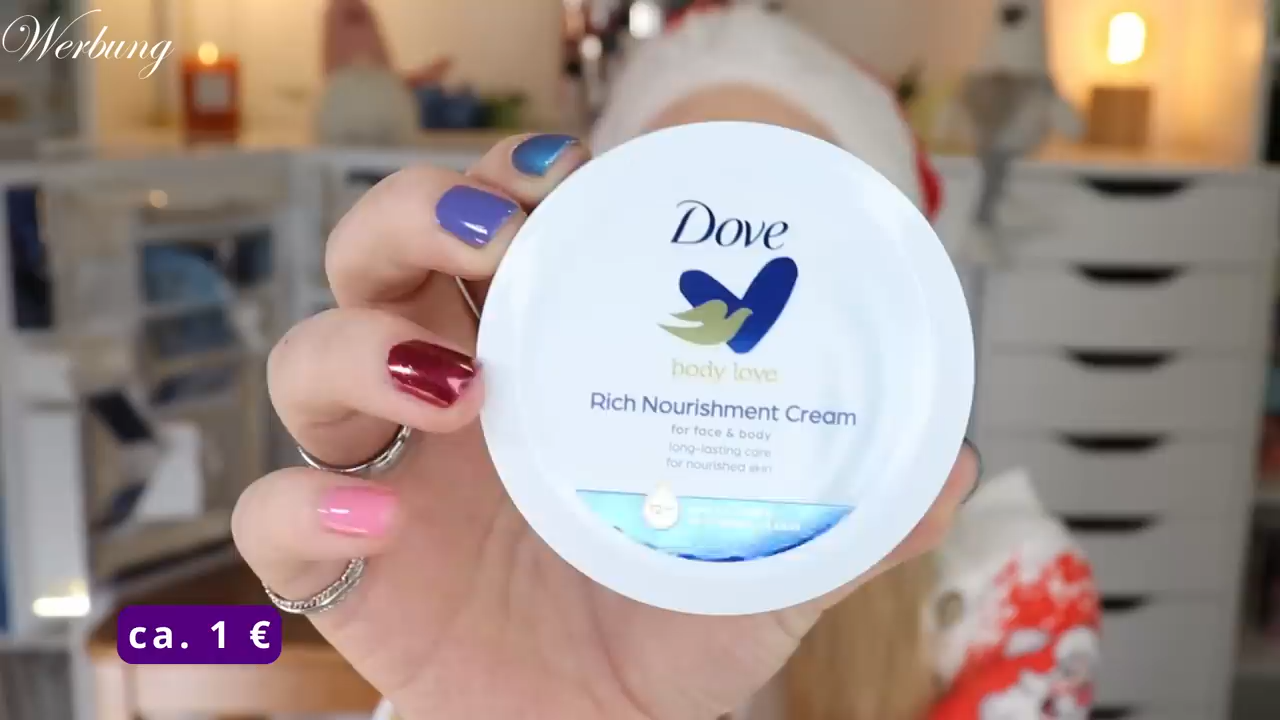 Werbung
Dove
body love
Rich Nourishment Cream
for face & body
long-lasting care
for nourished skin
ca. 1 €